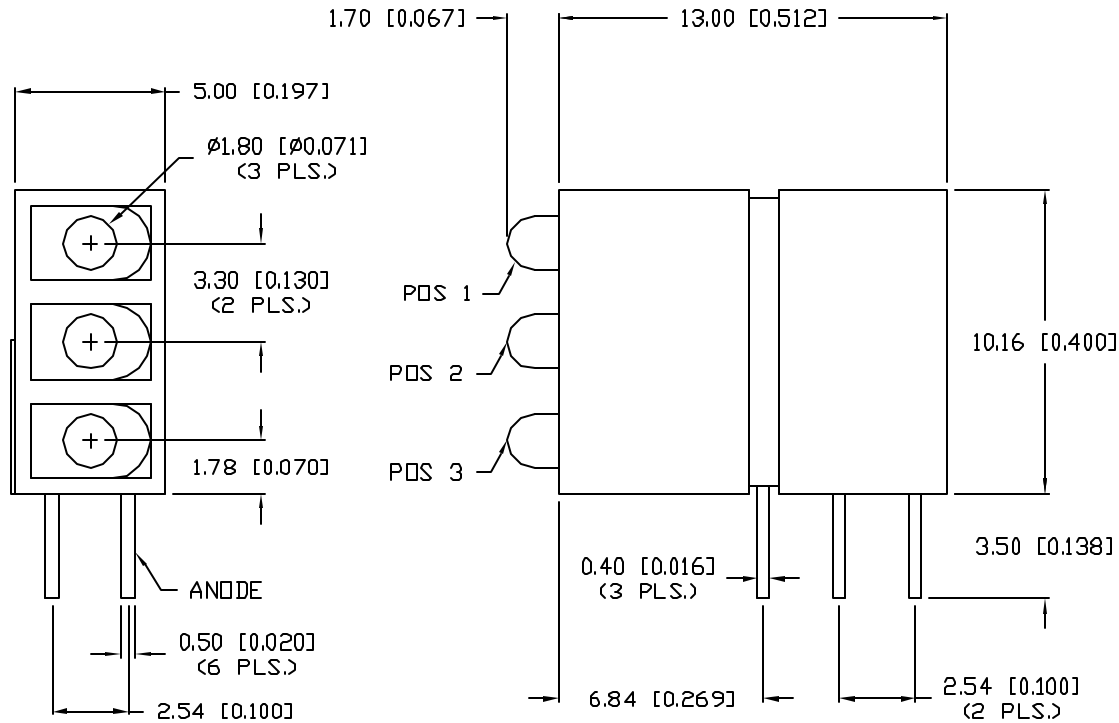 1.70 [0.067]
13.00 [0.512]
5.00 [0.197]
ø1.80 [ø0.071]
(3 PLS.)
3.30 [0.130]
(2 PLS.)
POS 1
10.16 [0.400]
POS 2
1.78 [0.070]
POS 3
3.50 [0.138]
0.40 [0.016]
(3 PLS.)
ANODE
0.50 [0.020]
(6 PLS.)
2.54 [0.100]
6.84 [0.269]
2.54 [0.100]
(2 PLS.)